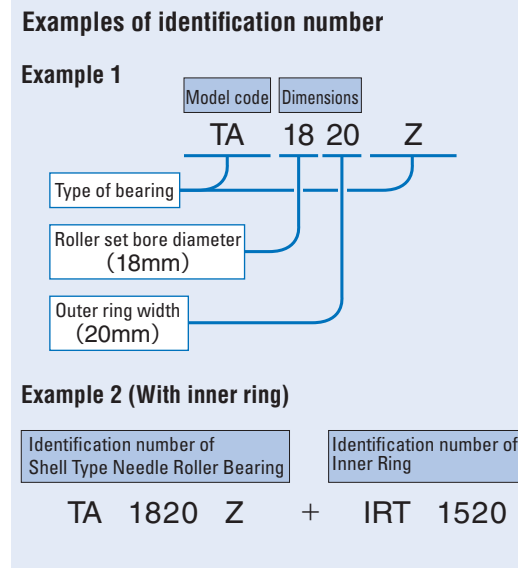 Examples of identification number
Example 1
Model code Dimensions
TA 18 20 Z
Type of bearing
Roller set bore diameter
（18mm）
Outer ring width
（20mm）
Example 2 (With inner ring)
Identification number of
Shell Type Needle Roller Bearing
Identification number of
Inner Ring
TA 1820 Z + IRT 1520